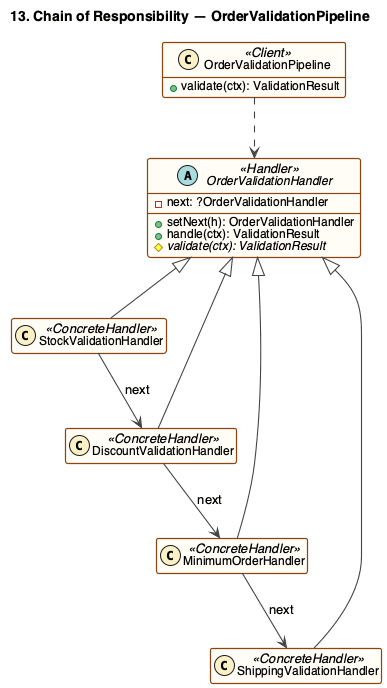 13. Chain of Responsibility — OrderValidationPipeline
C
«Client»
OrderValidationPipeline
validate(ctx): ValidationResult
A
«Handler»
OrderValidationHandler
next: ?OrderValidationHandler
setNext(h): OrderValidationHandler
handle(ctx): ValidationResult
validate(ctx): ValidationResult
C
«ConcreteHandler»
StockValidationHandler
next
C
«ConcreteHandler»
DiscountValidationHandler
next
C
«ConcreteHandler»
MinimumOrderHandler
next
C
«ConcreteHandler»
ShippingValidationHandler